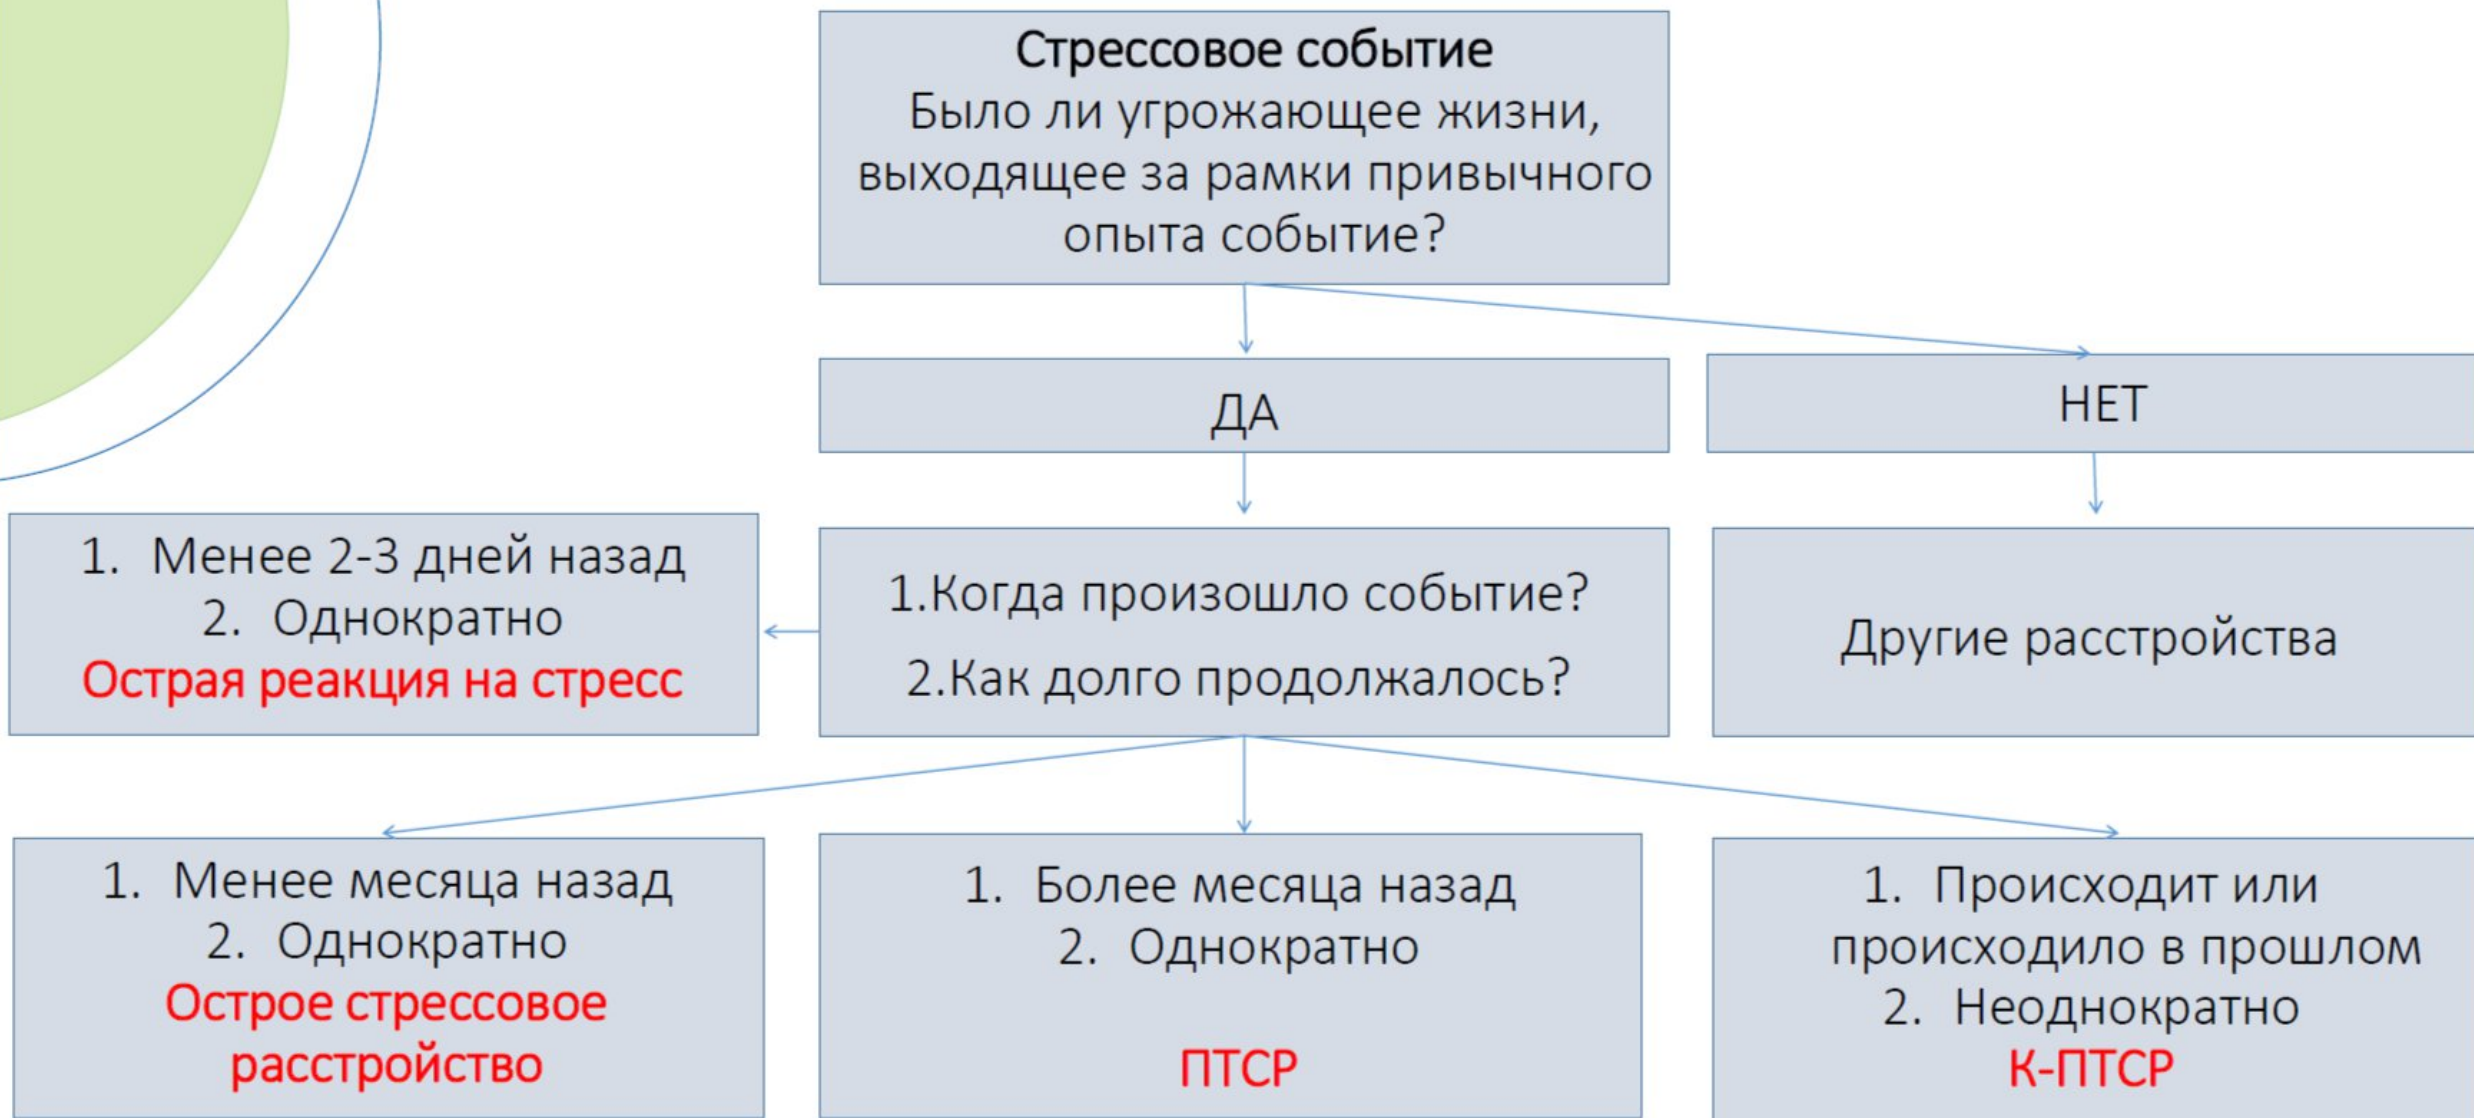 Стрессовое событие
Было ли угрожающее жизни,
выходящее за рамки привычного
опыта событие?
ДА
НЕТ
1. Менее 2-3 дней назад
2. Однократно
Острая реакция на стресс
1.Когда произошло событие?
2.Как долго продолжалось?
Другие расстройства
1. Менее месяца назад
2. Однократно
Острое стрессовое
расстройство
1. Более месяца назад
2. Однократно
ПТСР
1. Происходит или
происходило в прошлом
2. Неоднократно
К-ПТСР